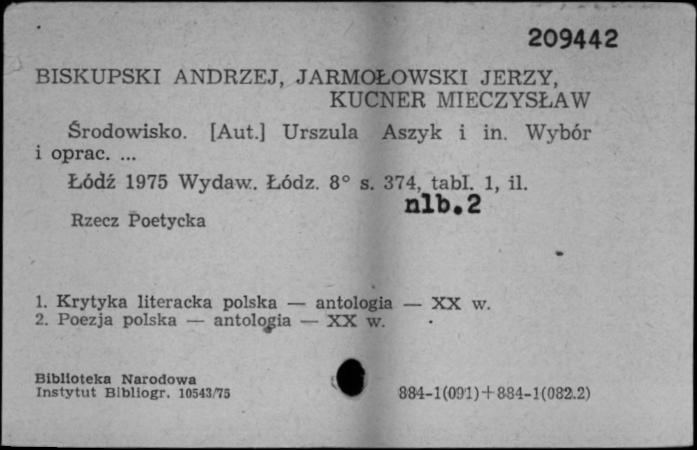 209442
BISKUPSKI ANDRZEJ, JARMOŁOWSKI JERZY,
KUCNER MIECZYSŁAW
Środowisko. [Aut.] Urszula Aszyk i in. Wybór
i oprac. ...
Łódź 1975 Wydaw. Łódz. 8° s. 374, tabl. 1, il.
nlb.2
Rzecz Poetycka
1. Krytyka literacka polska — antologia — XX w.
2. Poezja polska — antologia — XX w.
Biblioteka Narodowa
Instytut Bibliogr. 10543/75
884-1(091)+884-1(082.2)